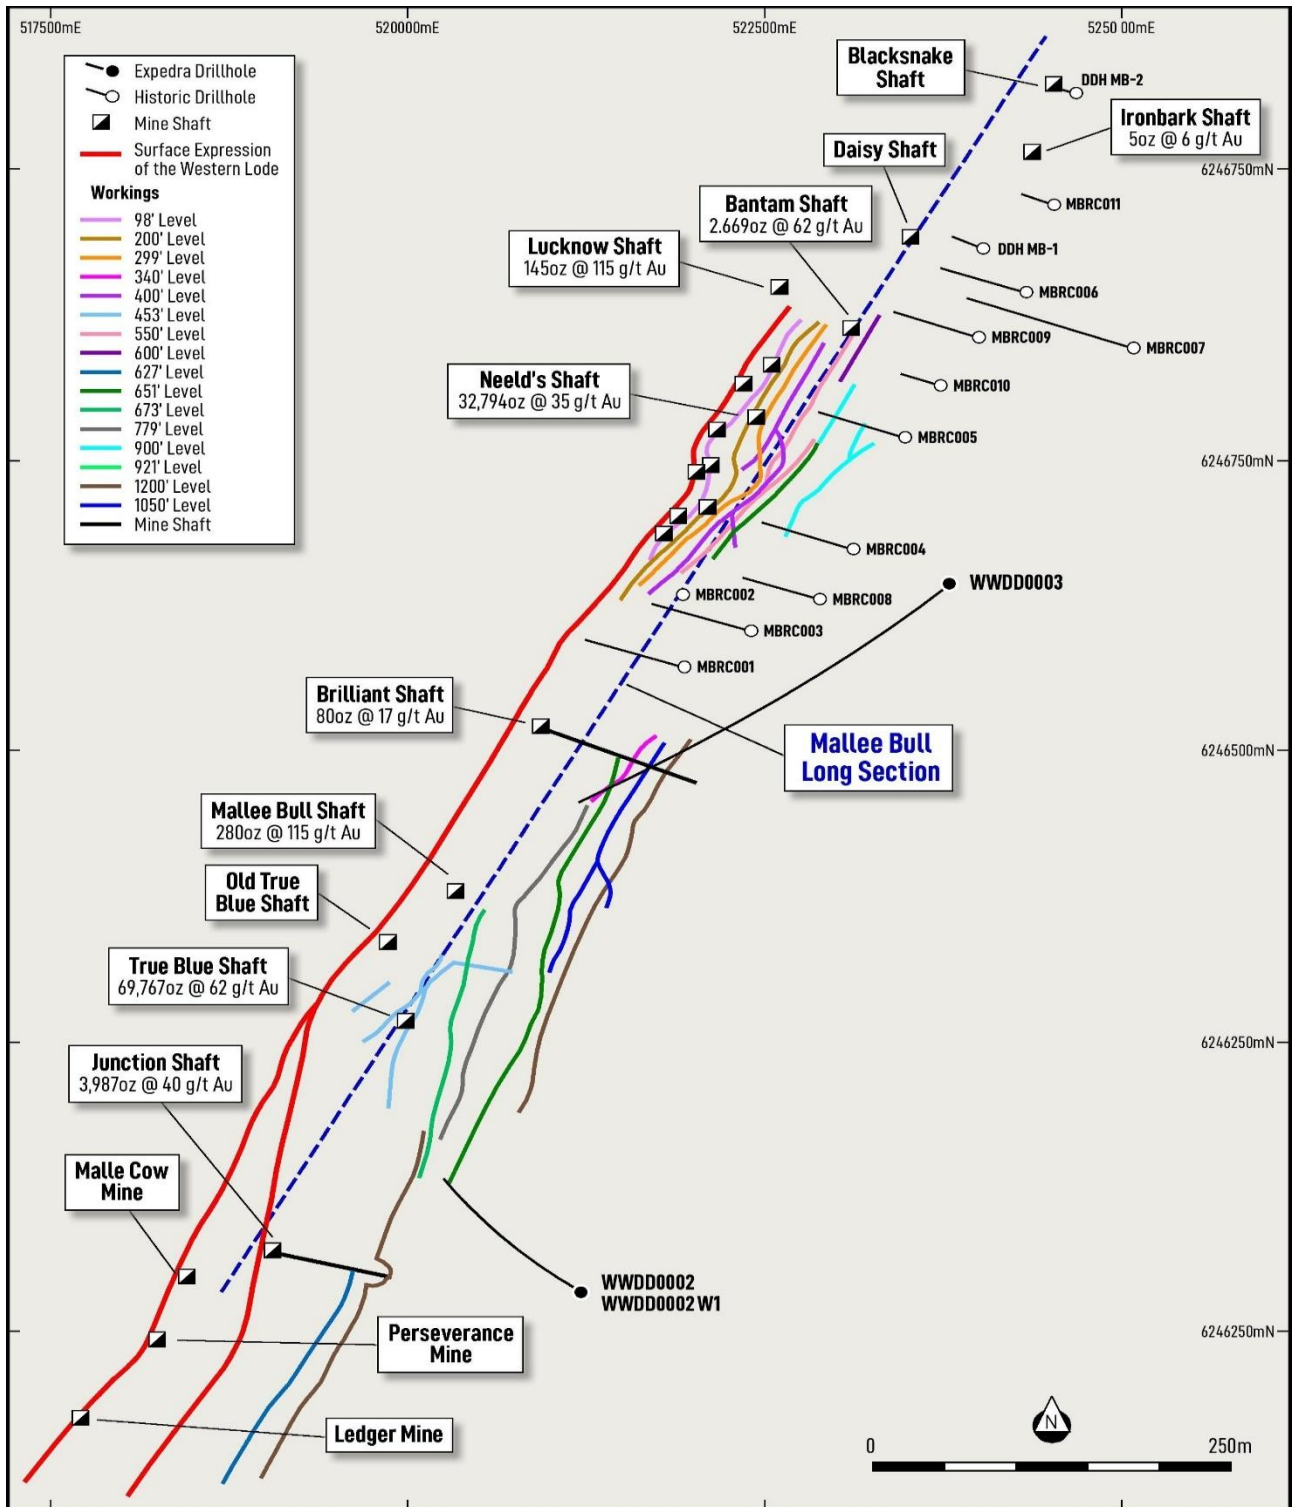 517500mE
520000mE
522500mE
5250 00mE
Expedra Drillhole
Historic Drillhole
Mine Shaft
Surface Expression
of the Western Lode
Workings
98' Level
200' Level
299' Level
340' Level
400' Level
453' Level
550' Level
600' Level
627' Level
651' Level
673' Level
779' Level
900' Level
921' Level
1200' Level
1050' Level
Mine Shaft
Blacksnake
Shaft
DDH MB-2
Ironbark Shaft
5oz @ 6 g/t Au
Daisy Shaft
6246750mN
Bantam Shaft
2.669oz @ 62 g/t Au
MBRC011
Lucknow Shaft
145oz @ 115 g/t Au
DDH MB-1
MBRC006
MBRC009
MBRC007
Neeld's Shaft
32,794oz @ 35 g/t Au
MBRC010
MBRC005
6246750mN
MBRC004
WWDD0003
MBRC002
MBRC008
MBRC003
MBRC001
Brilliant Shaft
80oz @ 17 g/t Au
Mallee Bull
Long Section
6246500mN
Mallee Bull Shaft
280oz @ 115 g/t Au
Old True
Blue Shaft
True Blue Shaft
69,767oz @ 62 g/t Au
6246250mN
Junction Shaft
3,987oz @ 40 g/t Au
Malle Cow
Mine
WWDD0002
WWDD0002 W1
6246250mN
Perseverance
Mine
Ledger Mine
N
0
250m